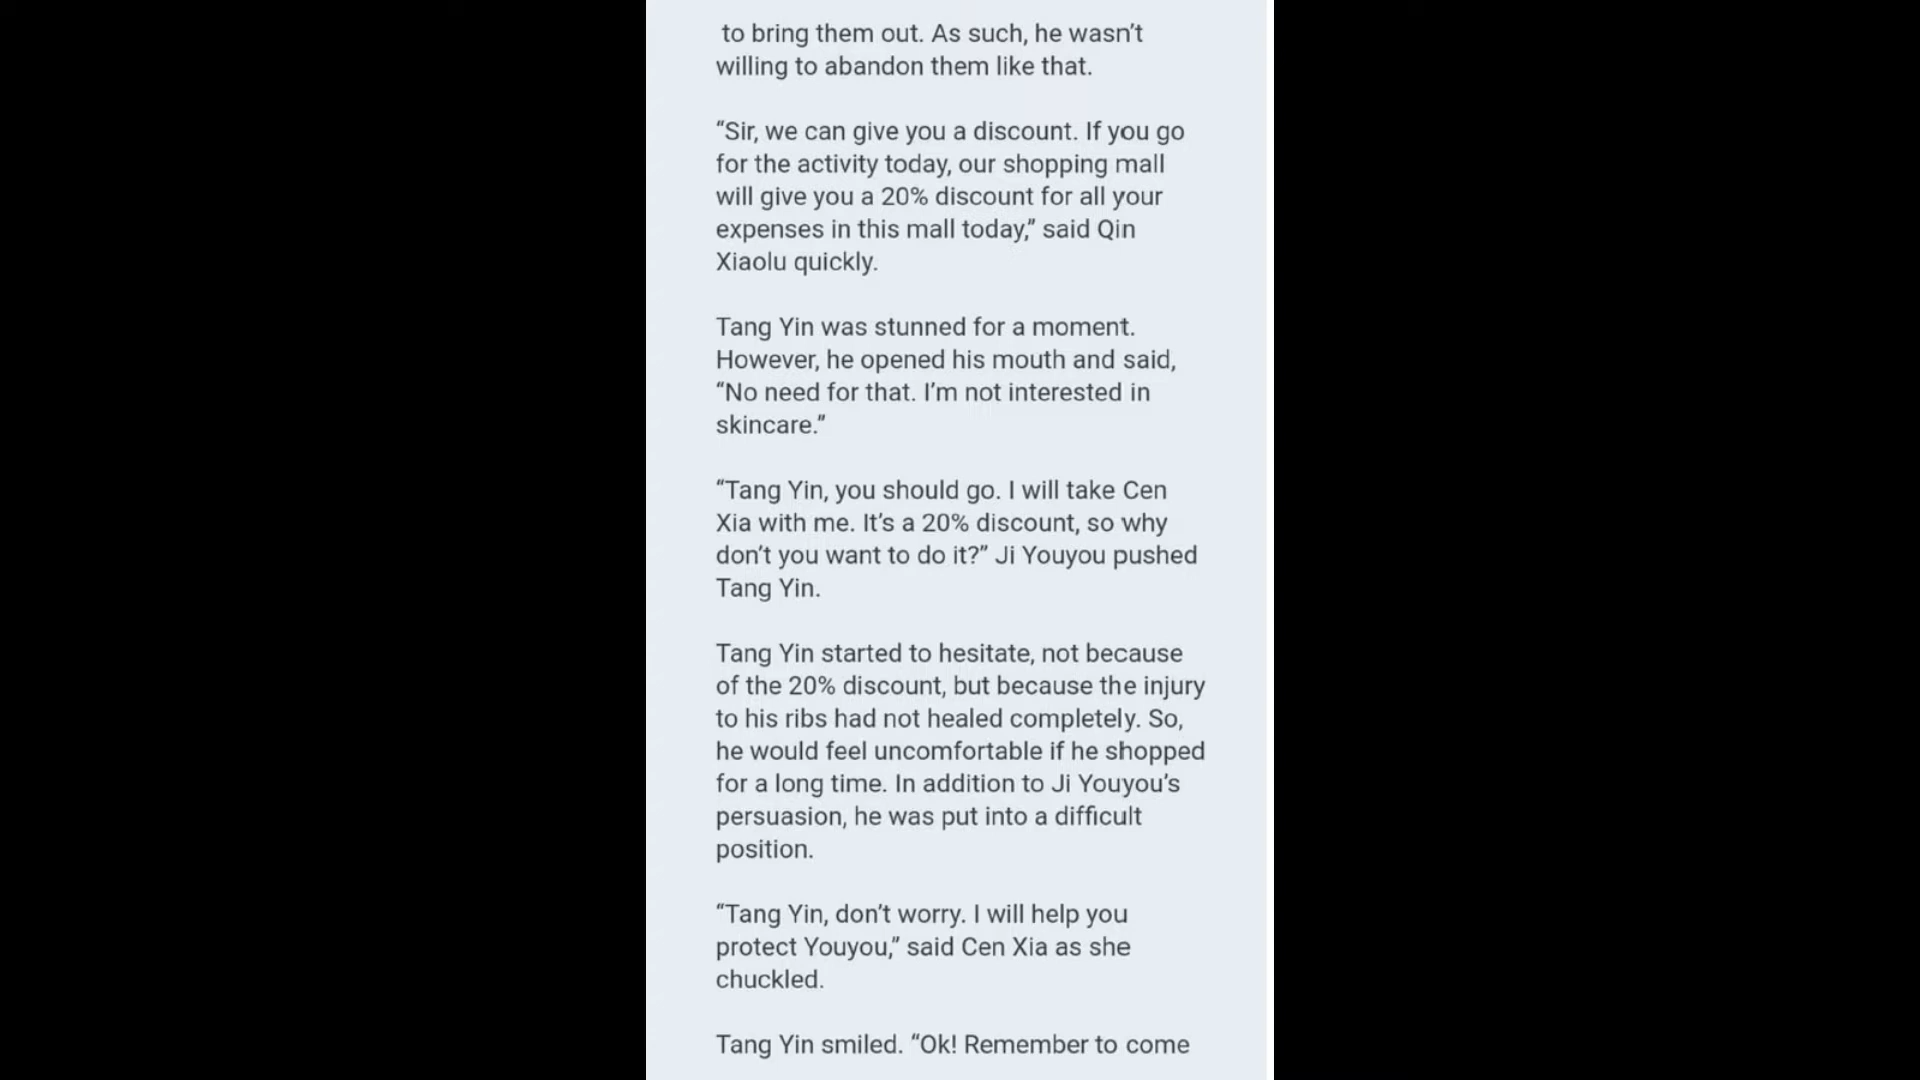 to bring them out. As such, he wasn’t
willing to abandon them like that.
“Sir, we can give you a discount. If you go
for the activity today, our shopping mall
will give you a 20% discount for all your
expenses in this mall today,” said Qin
Xiaolu quickly.
Tang Yin was stunned for a moment.
However, he opened his mouth and said,
“No need for that. I’m not interested in
skincare.”
“Tang Yin, you should go. I will take Cen
Xia with me. It’s a 20% discount, so why
don’t you want to do it?” Ji Youyou pushed
Tang Yin.
Tang Yin started to hesitate, not because
of the 20% discount, but because the injury
to his ribs had not healed completely. So,
he would feel uncomfortable if he shopped
for a long time. In addition to Ji Youyou’s
persuasion, he was put into a difficult
position.
“Tang Yin, don’t worry. I will help you
protect Youyou,” said Cen Xia as she
chuckled.
Tang Yin smiled. “Ok! Remember to come